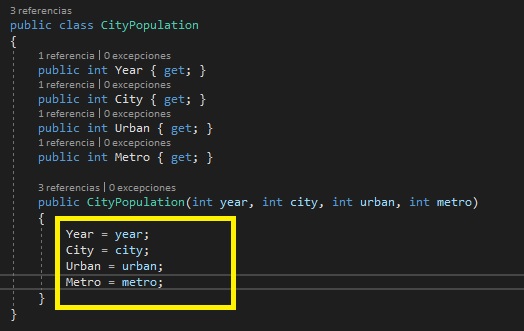 3 referencias
public class CityPopulation
{
1 referencia | 0 excepciones
public int Year { get; }
1 referencia | 0 excepciones
public int City { get; }
1 referencia | 0 excepciones
public int Urban { get; }
1 referencia | 0 excepciones
public int Metro { get; }
3 referencias | 0 excepciones
public CityPopulation(int year, int city, int urban, int metro)
{
Year = year;
City = city;
Urban = urban;
Metro = metro;
}
}